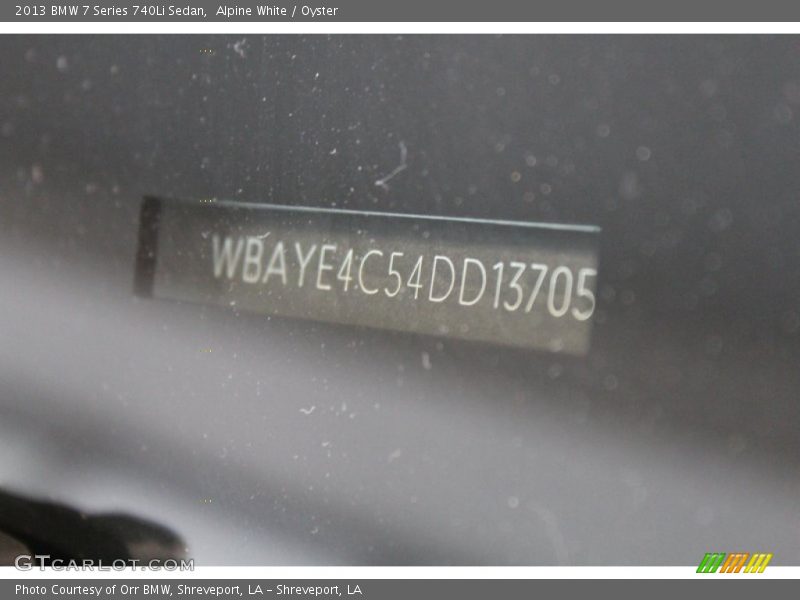 2013 BMW 7 Series 740Li Sedan,  Alpine White / Oyster
WBAYE4C54DD13705
GTCARLOT.COM
Photo Courtesy of Orr BMW, Shreveport, LA – Shreveport, LA